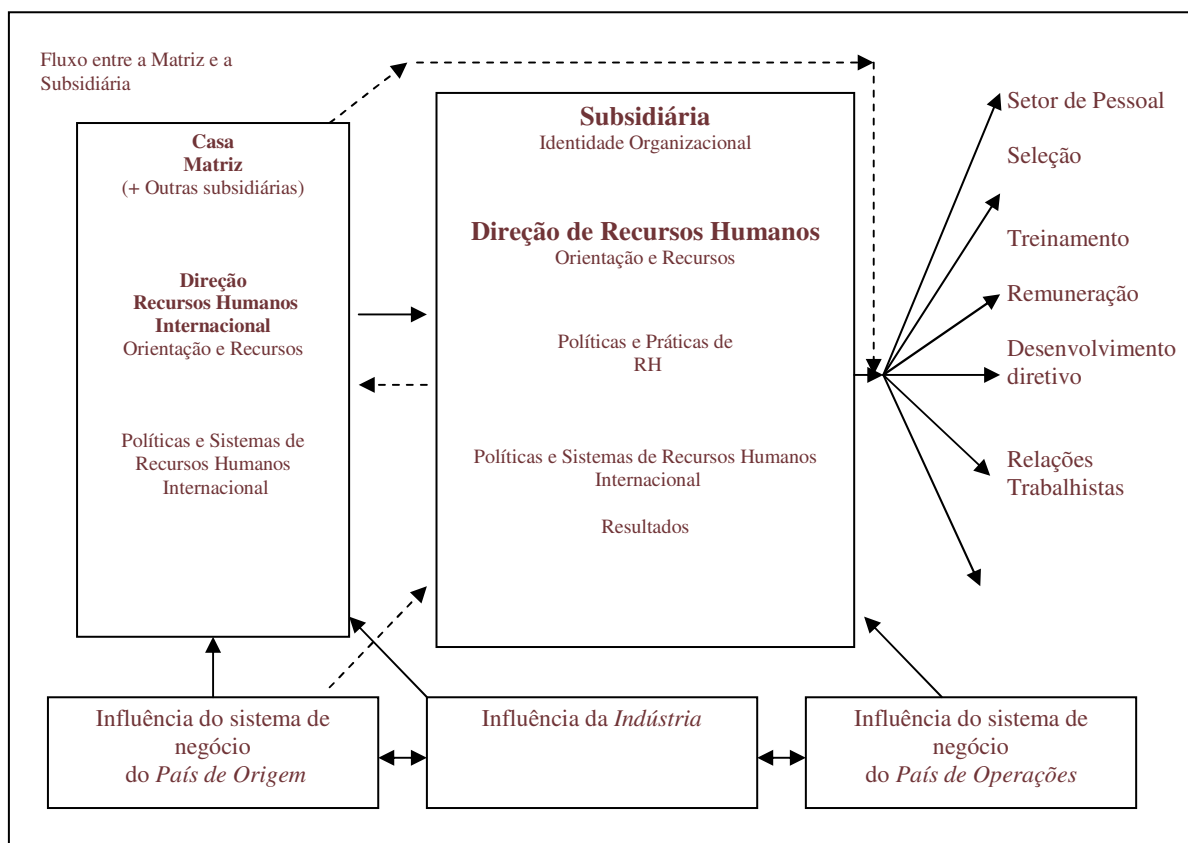 Fluxo entre a Matriz e a
Subsidiária
Casa
Matriz
(+ Outras subsidiárias)
Direção
Recursos Humanos
Internacional
Orientação e Recursos
Políticas e Sistemas de
Recursos Humanos
Internacional
Subsidiária
Identidade Organizacional
Direção de Recursos Humanos
Orientação e Recursos
Políticas e Práticas de
RH
Políticas e Sistemas de Recursos Humanos
Internacional
Resultados
Setor de Pessoal
Seleção
Treinamento
Remuneração
Desenvolvimento
diretivo
Relações
Trabalhistas
Influência do sistema de
negócio
do País de Origem
Influência da Indústria
Influência do sistema de
negócio
do País de Operações